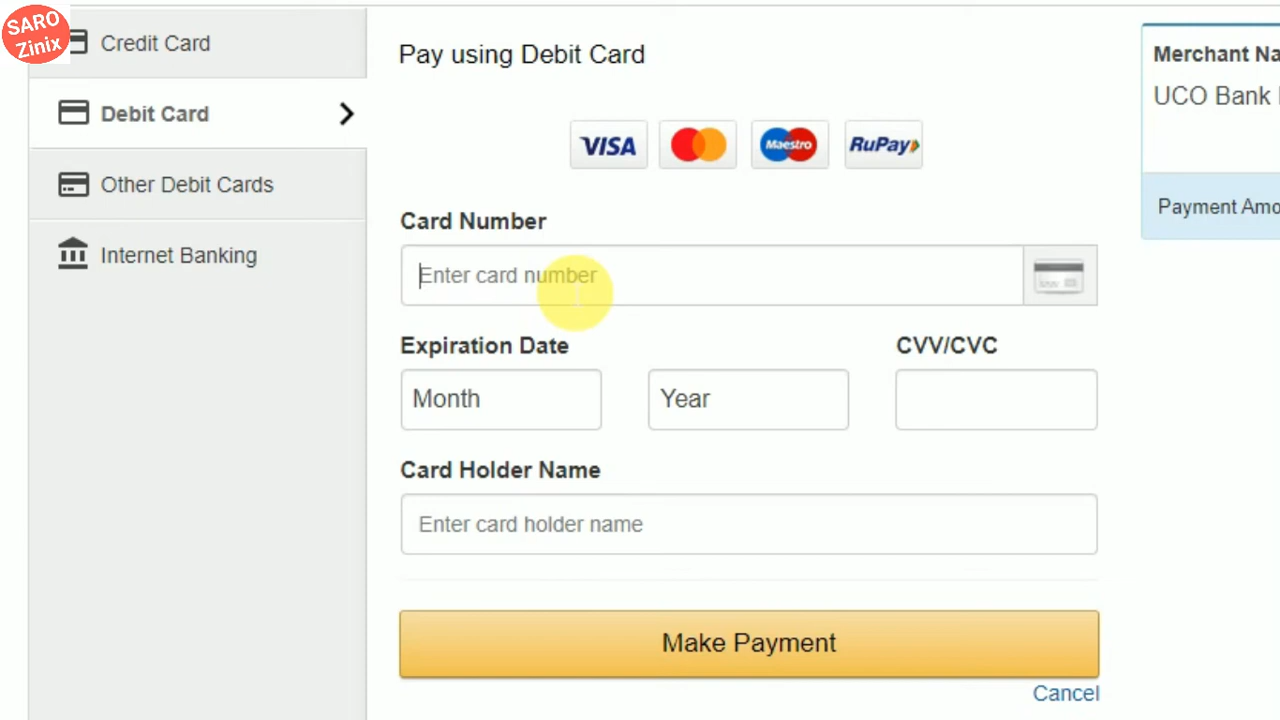 SARO
Zinix
Credit Card
Debit Card
Other Debit Cards
Internet Banking
Pay using Debit Card
VISA
Maestro
RuPay
Card Number
Enter card number
Expiration Date
CVV/CVC
Month
Year
Card Holder Name
Enter card holder name
Make Payment
Cancel
Merchant Na
UCO Bank
Payment Amo